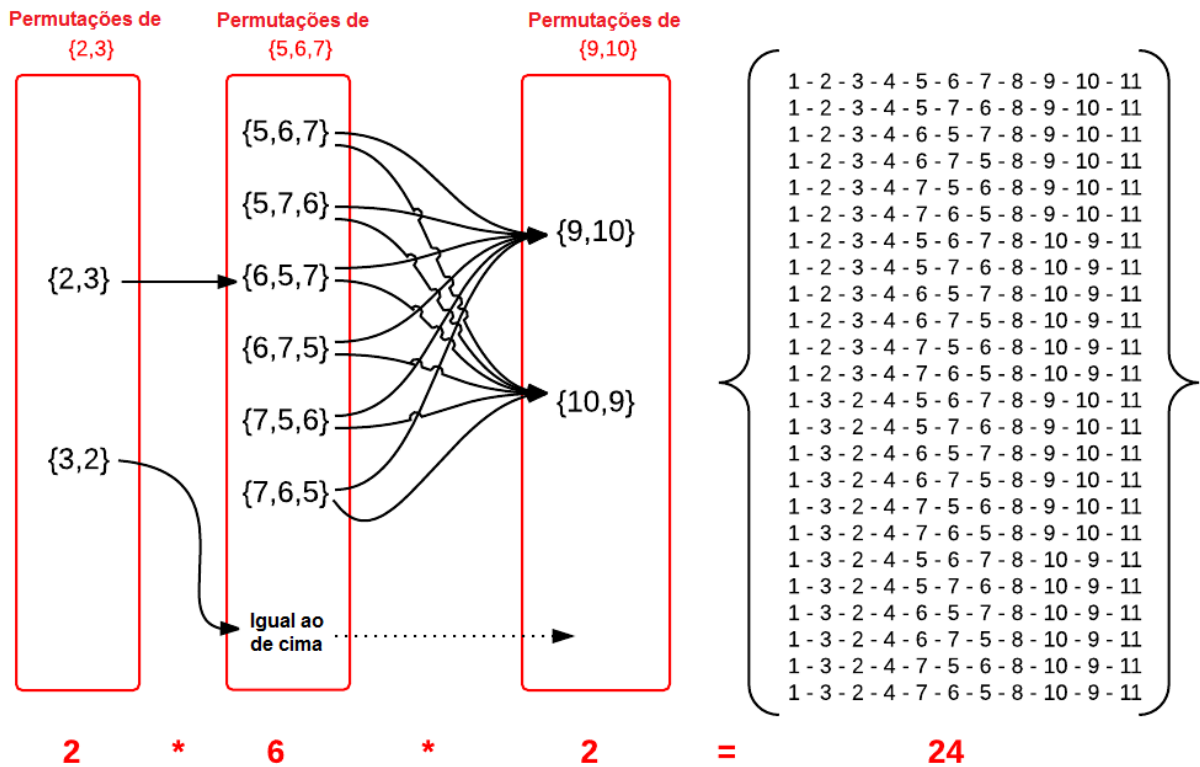 Permutações de
{2,3}
Permutações de
{5,6,7}
Permutações de
{9,10}
{2,3}
{3,2}
{5,6,7}
{5,7,6}
{6,5,7}
{6,7,5}
{7,5,6}
{7,6,5}
Igual ao
de cima
{9,10}
{10,9}
1 - 2 - 3 - 4 - 5 - 6 - 7 - 8 - 9 - 10 - 11
1 - 2 - 3 - 4 - 5 - 7 - 6 - 8 - 9 - 10 - 11
1 - 2 - 3 - 4 - 6 - 5 - 7 - 8 - 9 - 10 - 11
1 - 2 - 3 - 4 - 6 - 7 - 5 - 8 - 9 - 10 - 11
1 - 2 - 3 - 4 - 7 - 5 - 6 - 8 - 9 - 10 - 11
1 - 2 - 3 - 4 - 7 - 6 - 5 - 8 - 9 - 10 - 11
1 - 2 - 3 - 4 - 5 - 6 - 7 - 8 - 10 - 9 - 11
1 - 2 - 3 - 4 - 5 - 7 - 6 - 8 - 10 - 9 - 11
1 - 2 - 3 - 4 - 6 - 5 - 7 - 8 - 10 - 9 - 11
1 - 2 - 3 - 4 - 6 - 7 - 5 - 8 - 10 - 9 - 11
1 - 2 - 3 - 4 - 7 - 5 - 6 - 8 - 10 - 9 - 11
1 - 2 - 3 - 4 - 7 - 6 - 5 - 8 - 10 - 9 - 11
1 - 3 - 2 - 4 - 5 - 6 - 7 - 8 - 9 - 10 - 11
1 - 3 - 2 - 4 - 5 - 7 - 6 - 8 - 9 - 10 - 11
1 - 3 - 2 - 4 - 6 - 5 - 7 - 8 - 9 - 10 - 11
1 - 3 - 2 - 4 - 6 - 7 - 5 - 8 - 9 - 10 - 11
1 - 3 - 2 - 4 - 7 - 5 - 6 - 8 - 9 - 10 - 11
1 - 3 - 2 - 4 - 7 - 6 - 5 - 8 - 9 - 10 - 11
1 - 3 - 2 - 4 - 5 - 6 - 7 - 8 - 10 - 9 - 11
1 - 3 - 2 - 4 - 5 - 7 - 6 - 8 - 10 - 9 - 11
1 - 3 - 2 - 4 - 6 - 5 - 7 - 8 - 10 - 9 - 11
1 - 3 - 2 - 4 - 6 - 7 - 5 - 8 - 10 - 9 - 11
1 - 3 - 2 - 4 - 7 - 5 - 6 - 8 - 10 - 9 - 11
1 - 3 - 2 - 4 - 7 - 6 - 5 - 8 - 10 - 9 - 11
2 * 6 * 2 = 24